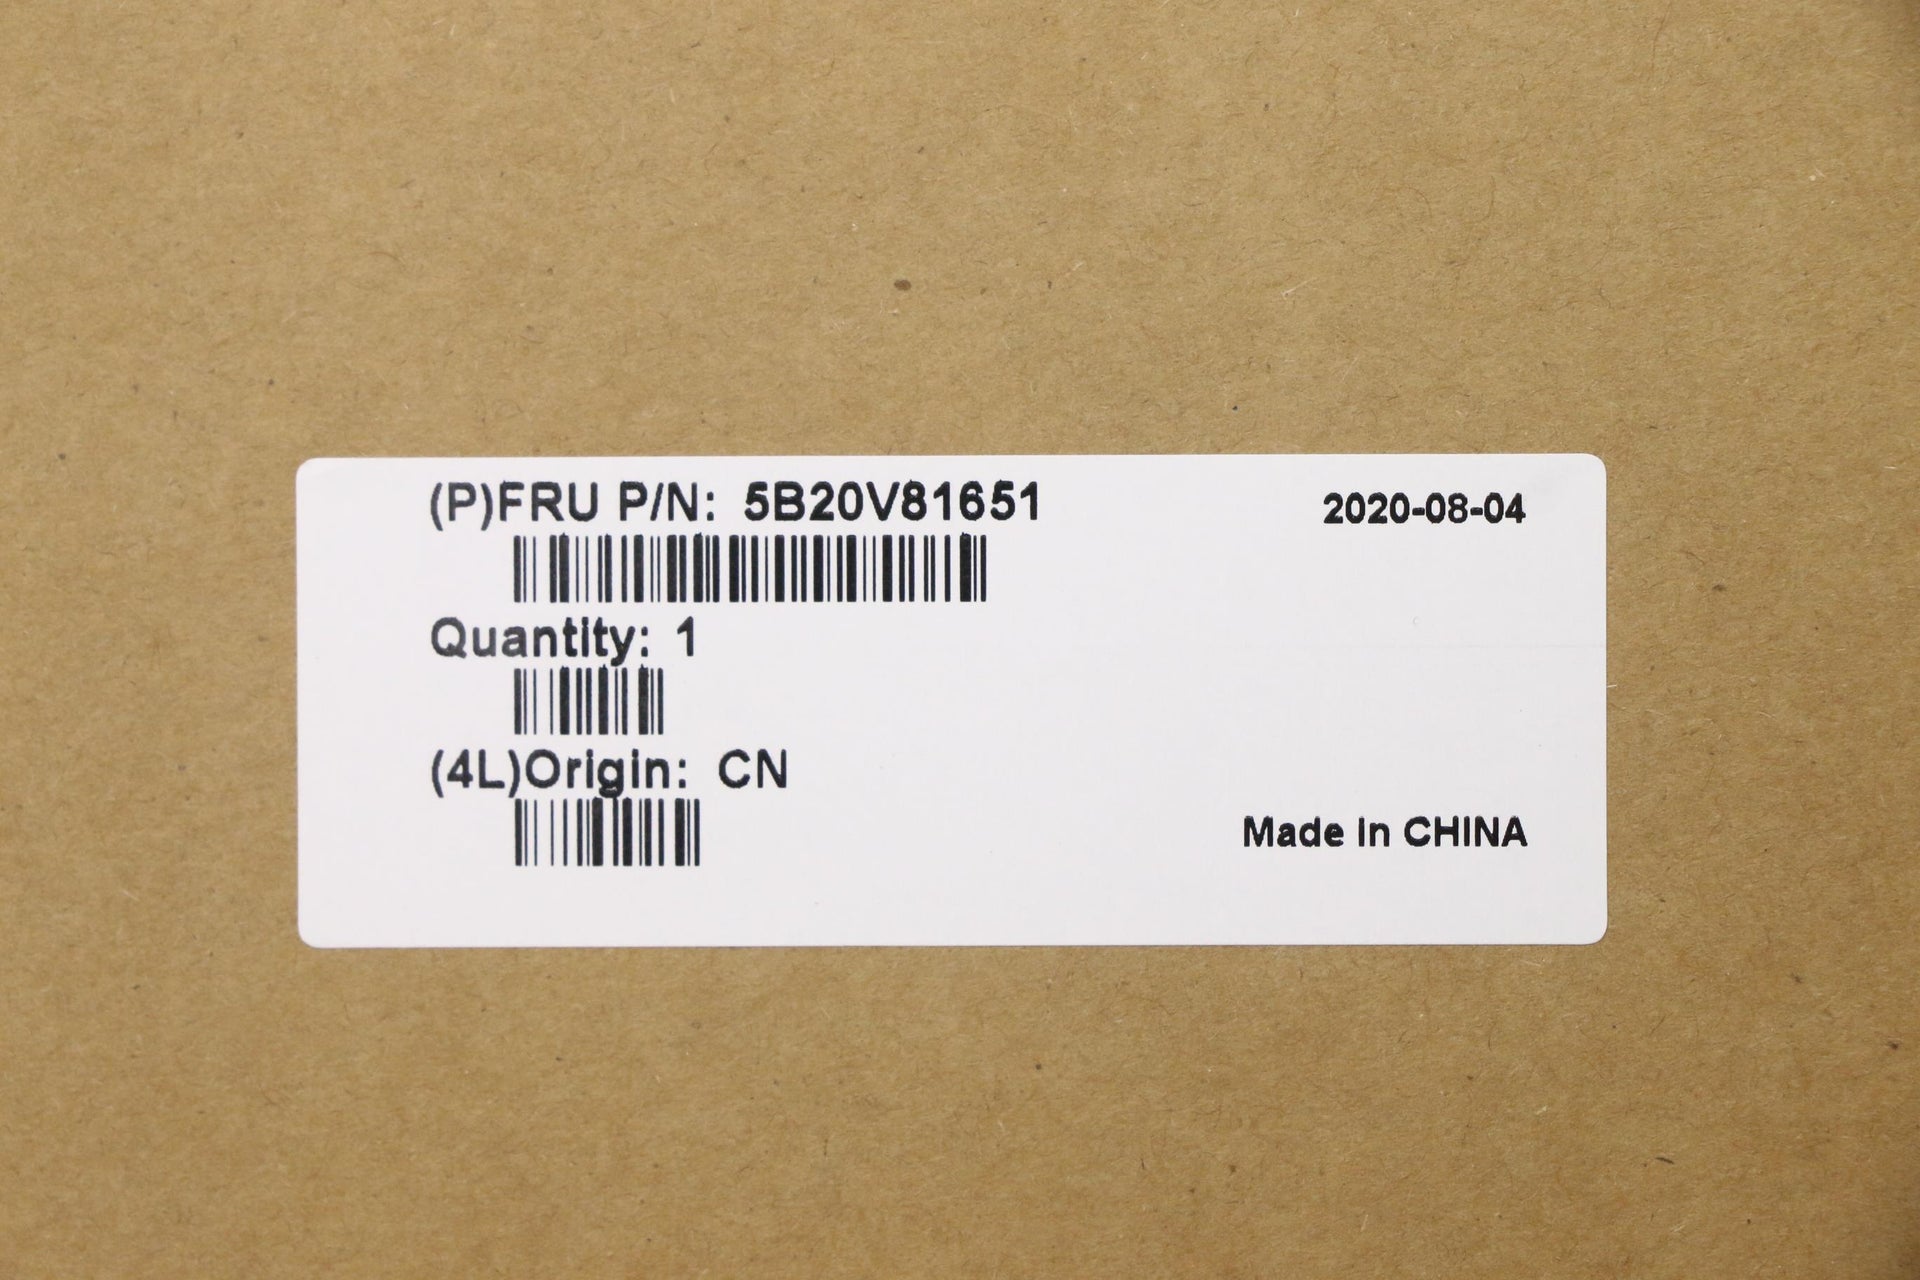 (P)FRU P/N: 5B20V81651
2020-08-04
Quantity: 1
(4L)Origin: CN
Made in CHINA